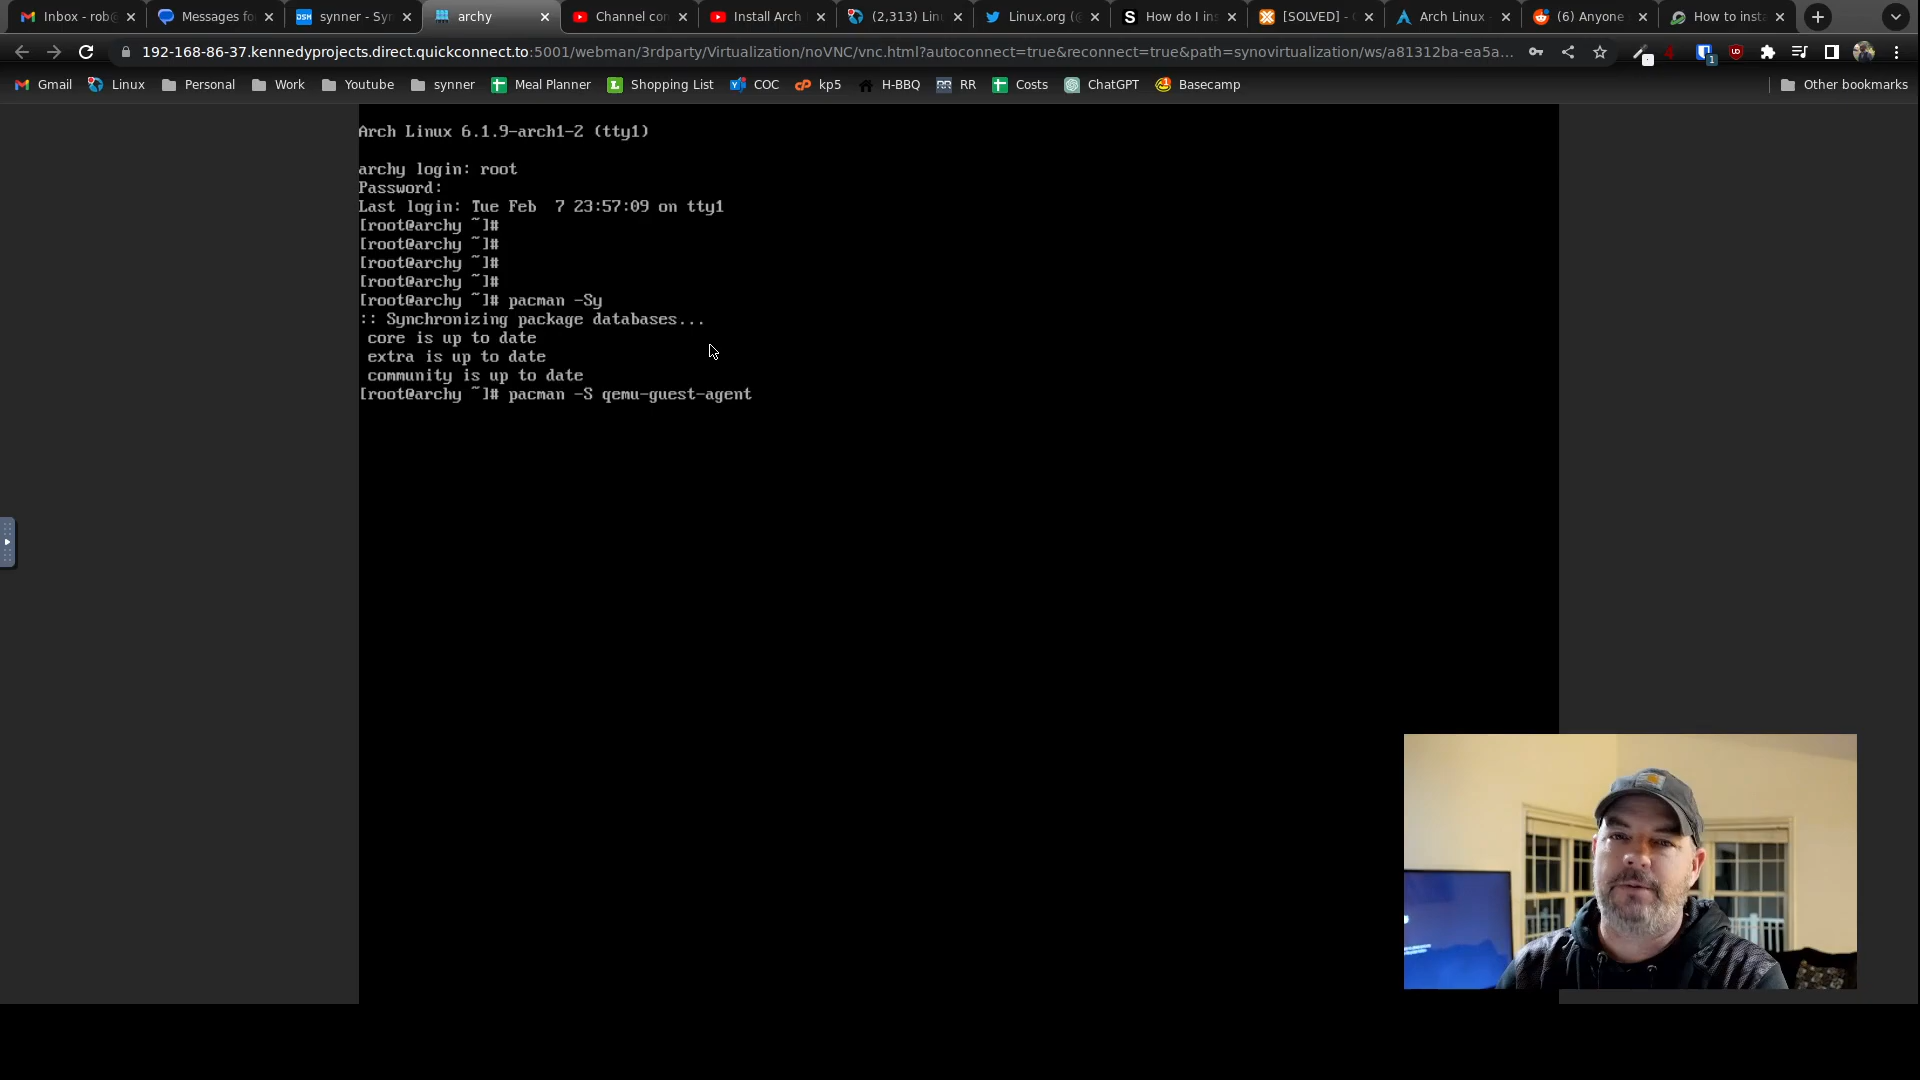 Inbox - rob@
Messages fo
synner - Syn
archy
Channel con
Install Arch
(2,313) Linu
Linux.org (@
How do I ins
[SOLVED] -
Arch Linux
(6) Anyone
How to insta
192-168-86-37.kennedyprojects.direct.quickconnect.to:5001/webman/3rdparty/Virtualization/noVNC/vnc.html?autoconnect=true&reconnect=true&path=synovirtualization/ws/a81312ba-ea5a...
Gmail Linux Personal Work Youtube synner Meal Planner Shopping List COC kp5 H-BBQ RR Costs ChatGPT Basecamp Other bookmarks
Arch Linux 6.1.9-arch1-2 (tty1)
archy login: root
Password:
Last login: Tue Feb  7 23:57:09 on tty1
[root@archy ~]#
[root@archy ~]#
[root@archy ~]#
[root@archy ~]#
[root@archy ~]# pacman -Sy
:: Synchronizing package databases...
core is up to date
extra is up to date
community is up to date
[root@archy ~]# pacman -S qemu-guest-agent